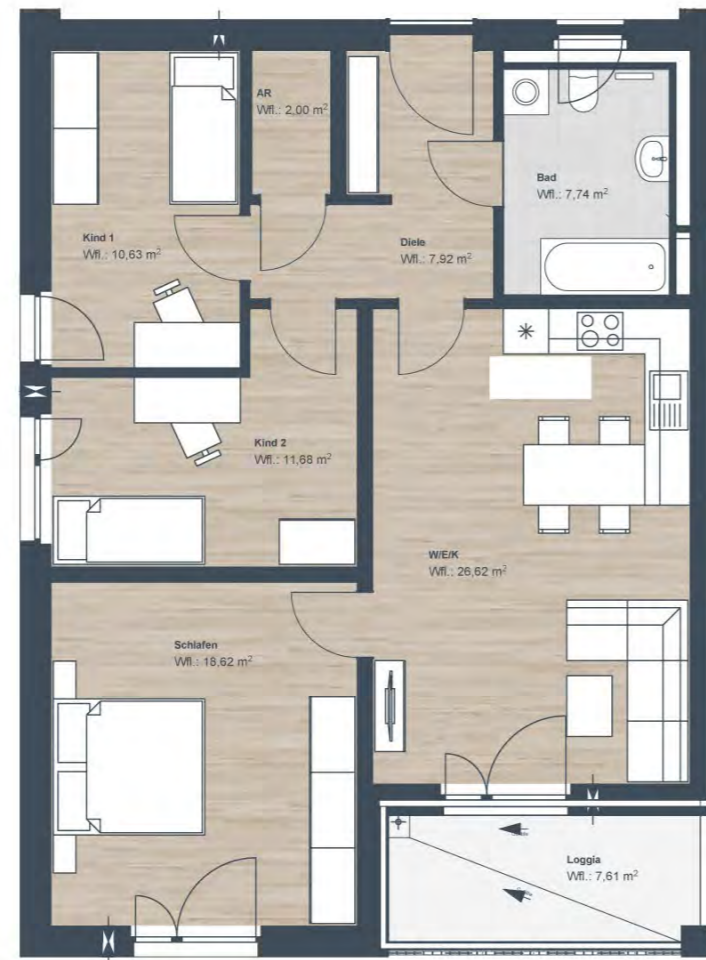 AR
Wfl.: 2,00 m²
Bad
Wfl.: 7,74 m²
Kind 1
Wfl.: 10,63 m²
Diele
Wfl.: 7,92 m²
Kind 2
Wfl.: 11,68 m²
W/E/K
Wfl.: 26,62 m²
Schlafen
Wfl.: 18,62 m²
Loggia
Wfl.: 7,61 m²